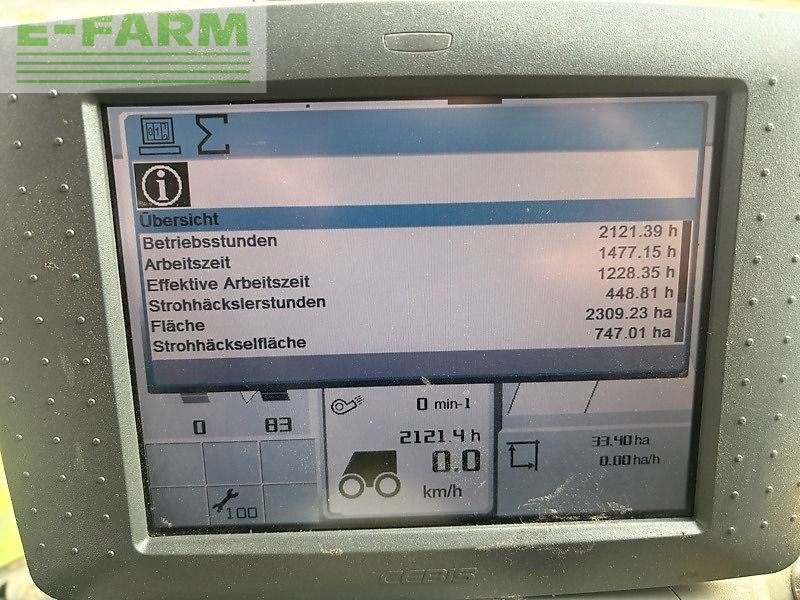 E-FARM
Übersicht
Betriebsstunden 2121.39 h
Arbeitszeit 1477.15 h
Effektive Arbeitszeit 1228.35 h
Strohhäckslerstunden 448.81 h
Fläche 2309.23 ha
Strohhäckselfläche 747.01 ha
0 83
0 min-1
2121.4 h
0.0
km/h
33.40 ha
0.00 ha/h
100
CEBIS